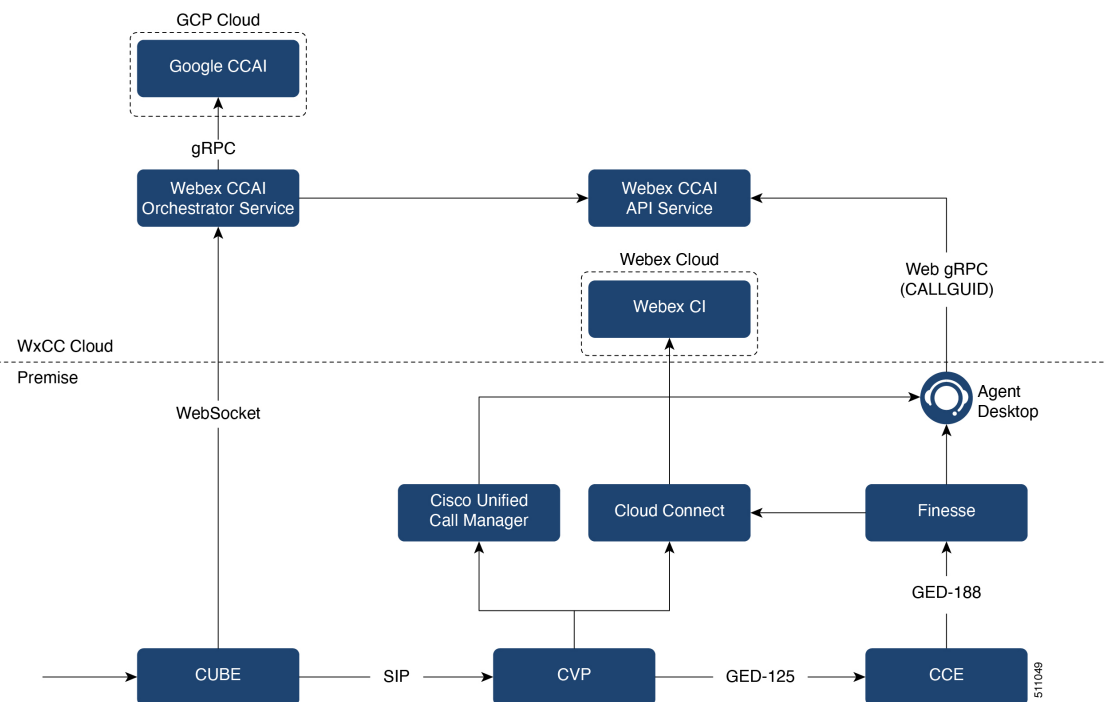 GCP Cloud
Google CCAI
gRPC
Webex CCAI
Orchestrator Service
Webex CCAI
API Service
Webex Cloud
Webex CI
Web gRPC
(CALLGUID)
WxCC Cloud
Premise
WebSocket
Agent
Desktop
Cisco Unified
Call Manager
Cloud Connect
Finesse
GED-188
CUBE
SIP
CVP
GED-125
CCE
511049